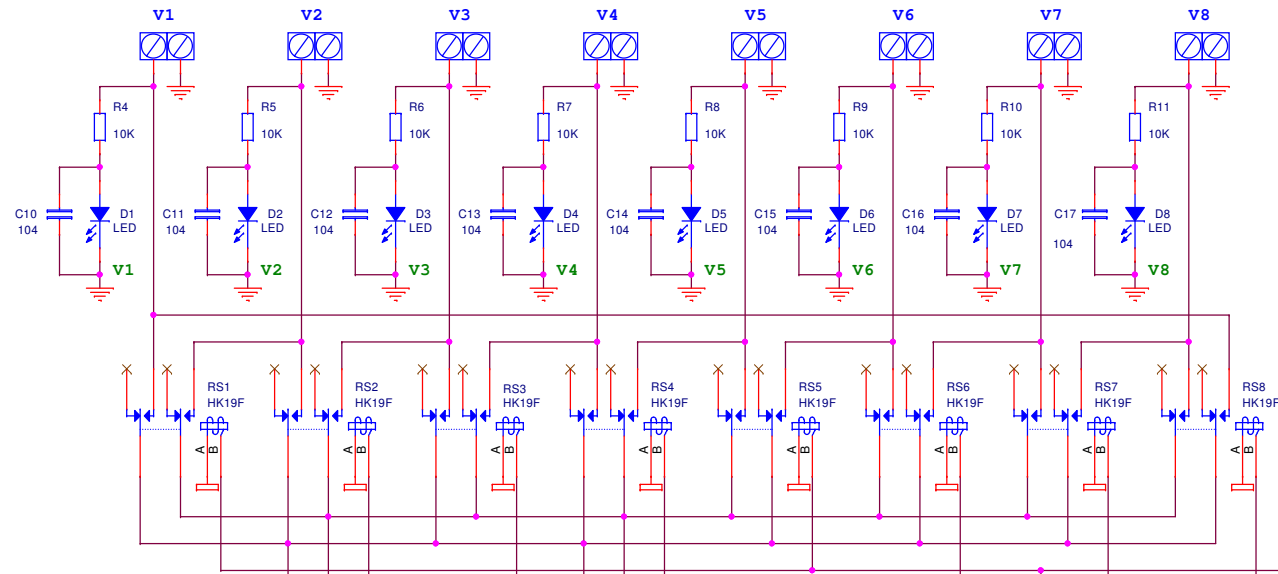 V1 V2 V3 V4 V5 V6 V7 V8
R4 R5 R6 R7 R8 R9 R10 R11
10K 10K 10K 10K 10K 10K 10K 10K
C10 D1 C11 D2 C12 D3 C13 D4 C14 D5 C15 D6 C16 D7 C17 D8
104 LED 104 LED 104 LED 104 LED 104 LED 104 LED 104 LED 104 LED
V1 V2 V3 V4 V5 V6 V7 V8
RS1 RS2 RS3 RS4 RS5 RS6 RS7 RS8
HK19F HK19F HK19F HK19F HK19F HK19F HK19F HK19F
A B A B A B A B A B A B A B A B